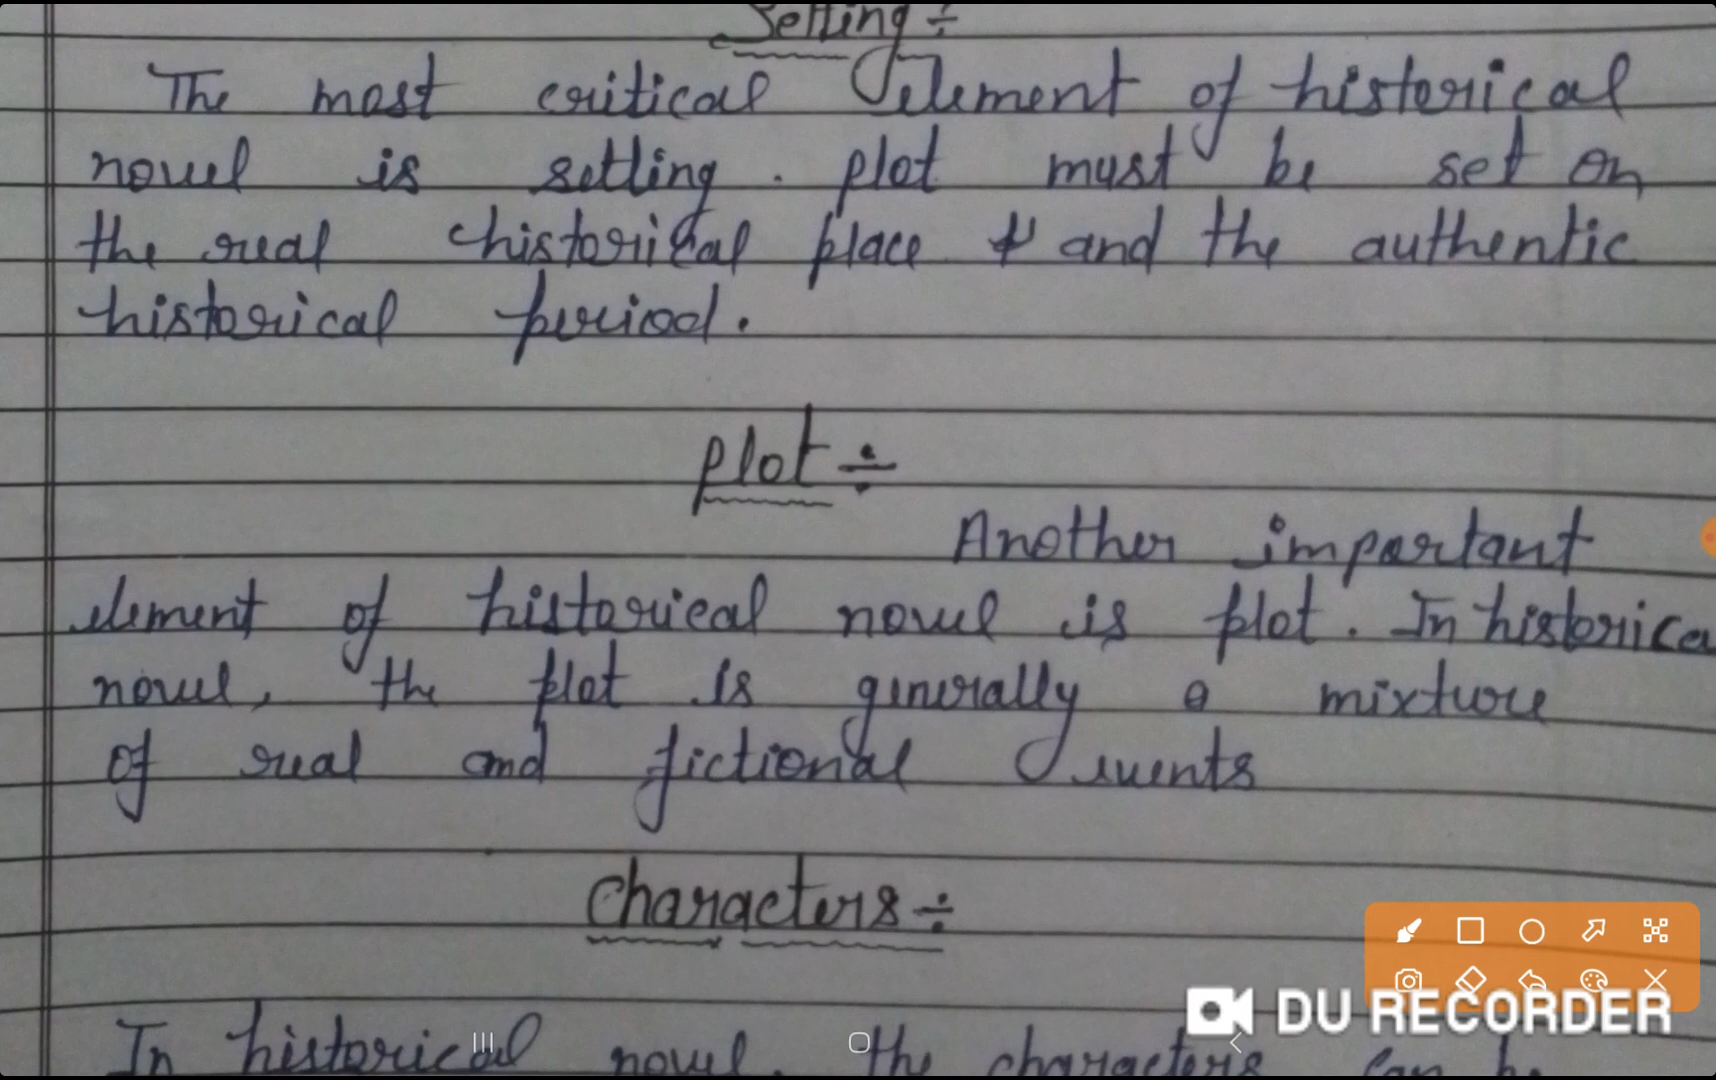 Setting ÷
The most critical element of historical
novel is setting. plot must be set on
the real historical place and the authentic
historical period.
plot ÷
Another important
element of historical novel is plot. In historica
novel, the plot is generally a mixture
of real and fictional events
characters ÷
In historical novel, the characters can be
DU RECORDER